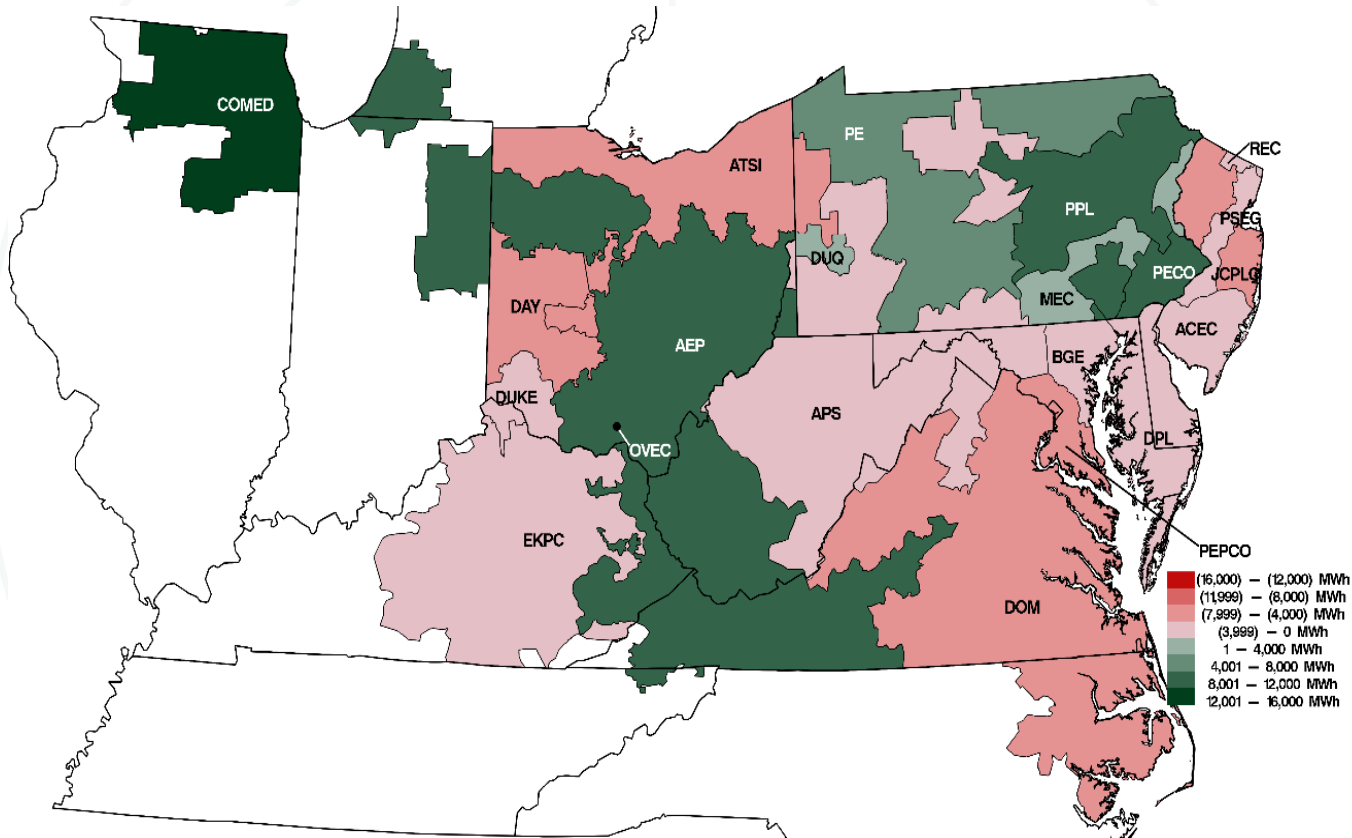 COMED
PE
REC
ATSI
PPL
PSEG
DUQ
PECO
JCPLC
MEC
DAY
ACEC
AEP
BGE
DUKE
APS
DPL
OVEC
EKPC
PEPCO
DOM
(16,000) – (12,000) MWh
(11,999) – (8,000) MWh
(7,999) – (4,000) MWh
(3,999) – 0 MWh
1 – 4,000 MWh
4,001 – 8,000 MWh
8,001 – 12,000 MWh
12,001 – 16,000 MWh